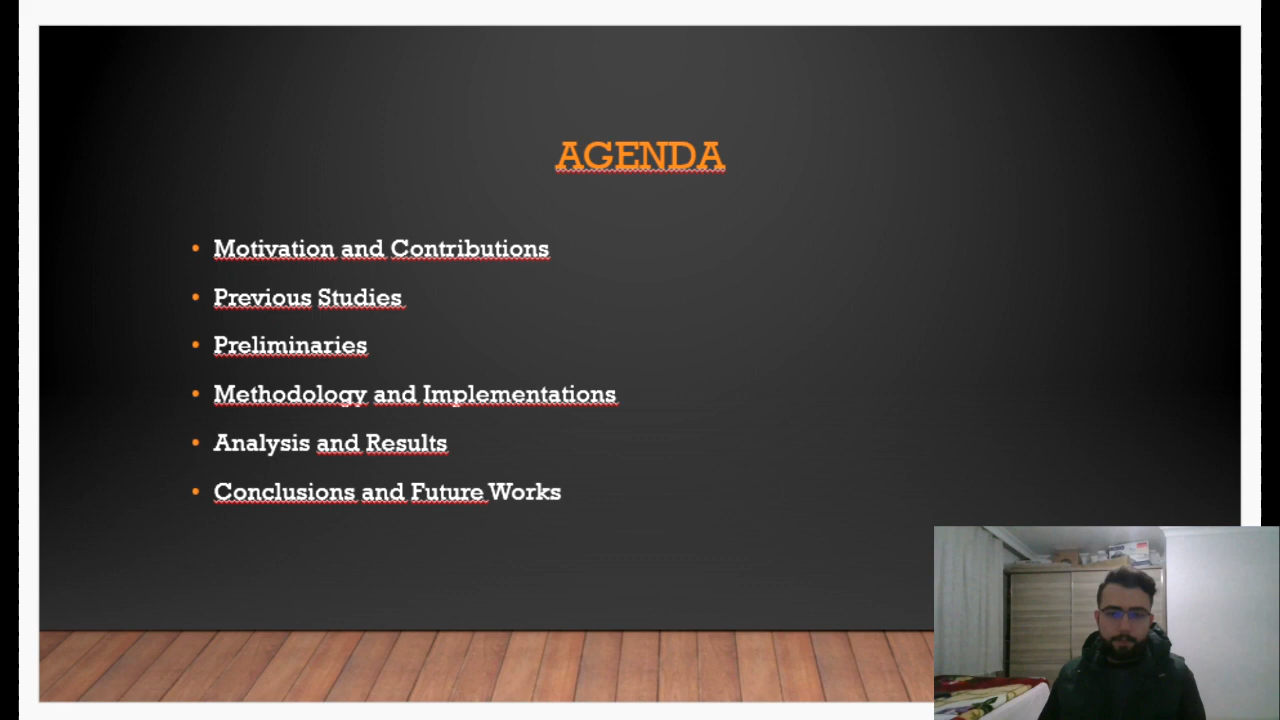 AGENDA
Motivation and Contributions
Previous Studies
Preliminaries
Methodology and Implementations
Analysis and Results
Conclusions and Future Works